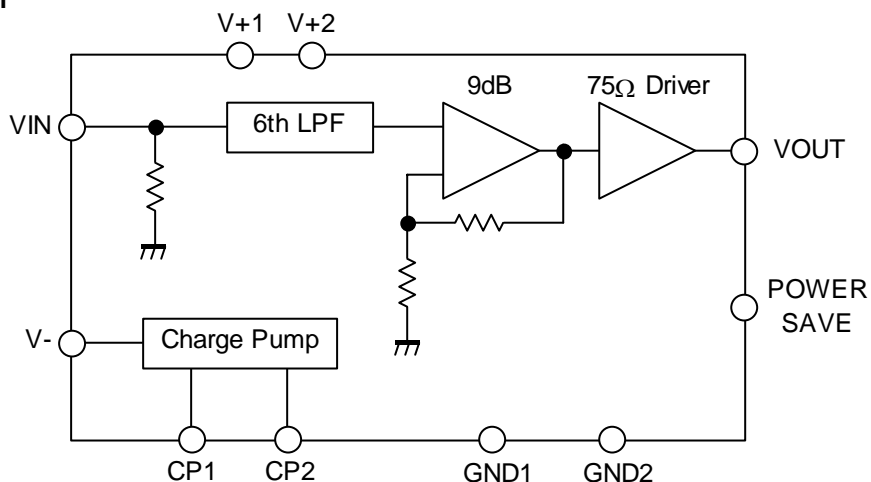 V+1
V+2
9dB
75Ω Driver
VIN
6th LPF
VOUT
POWER
SAVE
V-
Charge Pump
CP1
CP2
GND1
GND2